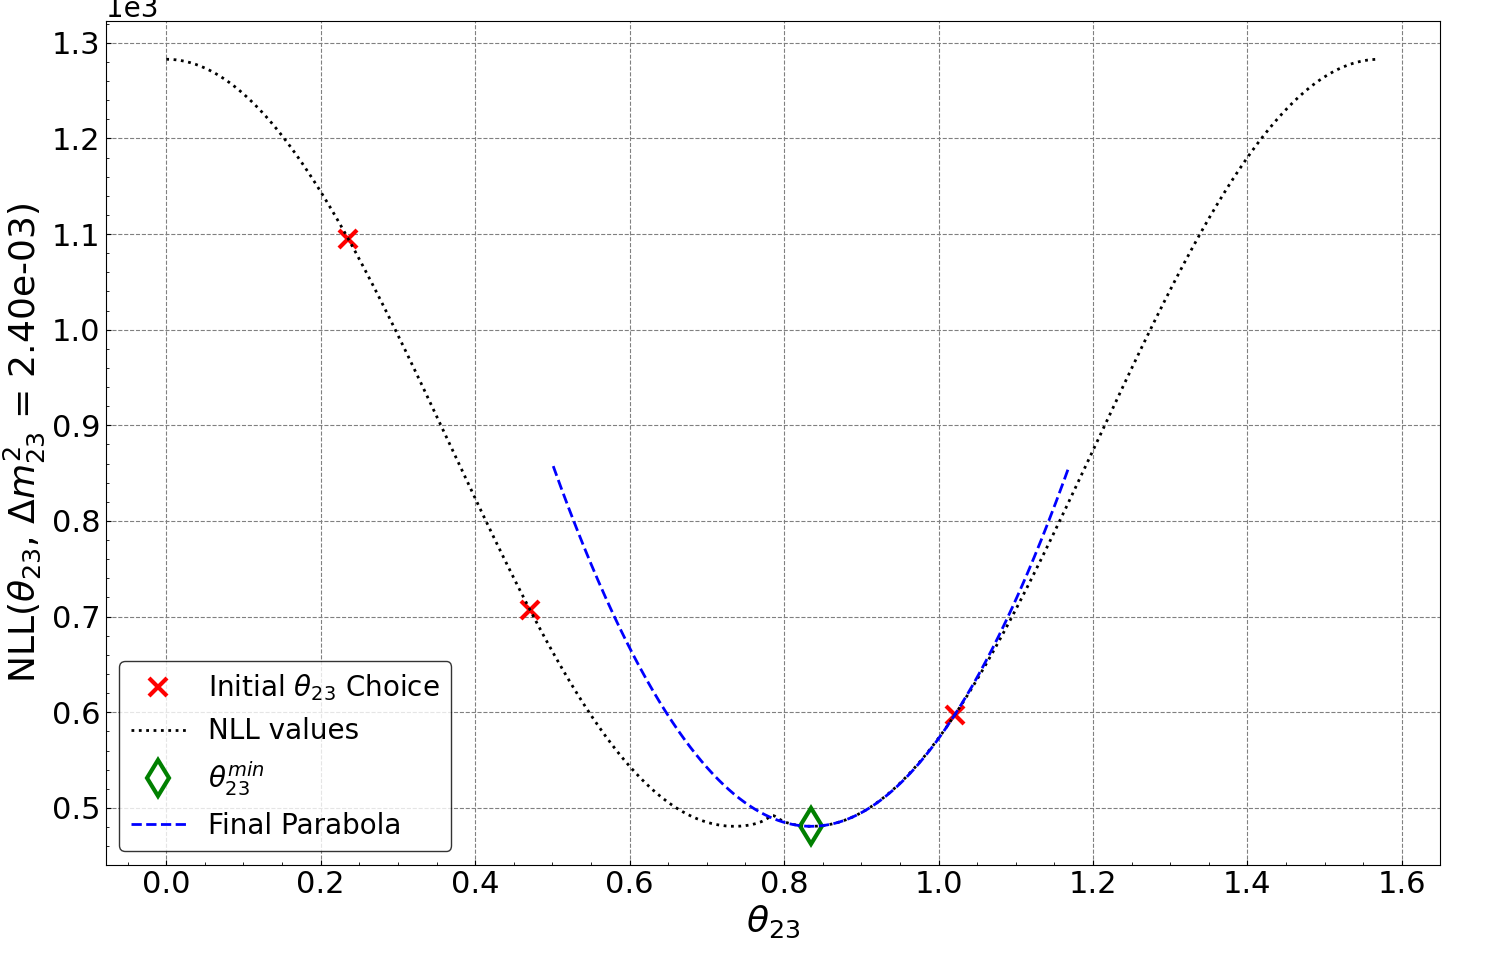 1e3
1.3
1.2
1.1
1.0
0.9
0.8
0.7
0.6
0.5
NLL(θ₂₃, Δm²₂₃ = 2.40e-03)
Initial θ₂₃ Choice
NLL values
θ₂₃ᵐⁱⁿ
Final Parabola
0.0 0.2 0.4 0.6 0.8 1.0 1.2 1.4 1.6
θ₂₃